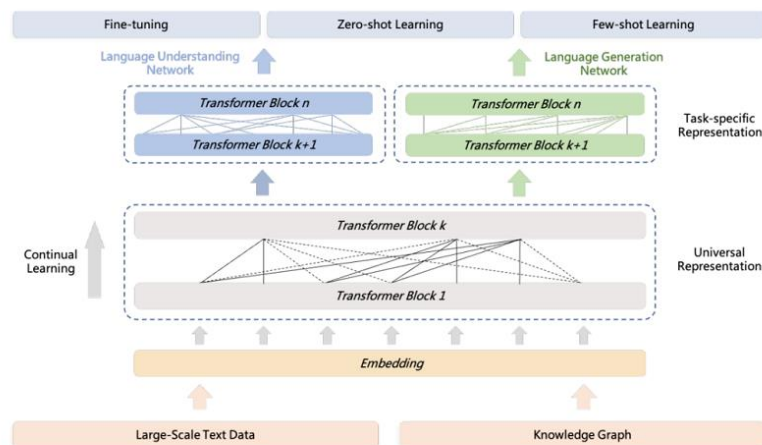 Fine-tuning
Zero-shot Learning
Few-shot Learning
Language Understanding
Network
Language Generation
Network
Transformer Block n
Transformer Block n
Transformer Block k+1
Transformer Block k+1
Task-specific
Representation
Transformer Block k
Continual
Learning
Universal
Representation
Transformer Block 1
Embedding
Large-Scale Text Data
Knowledge Graph